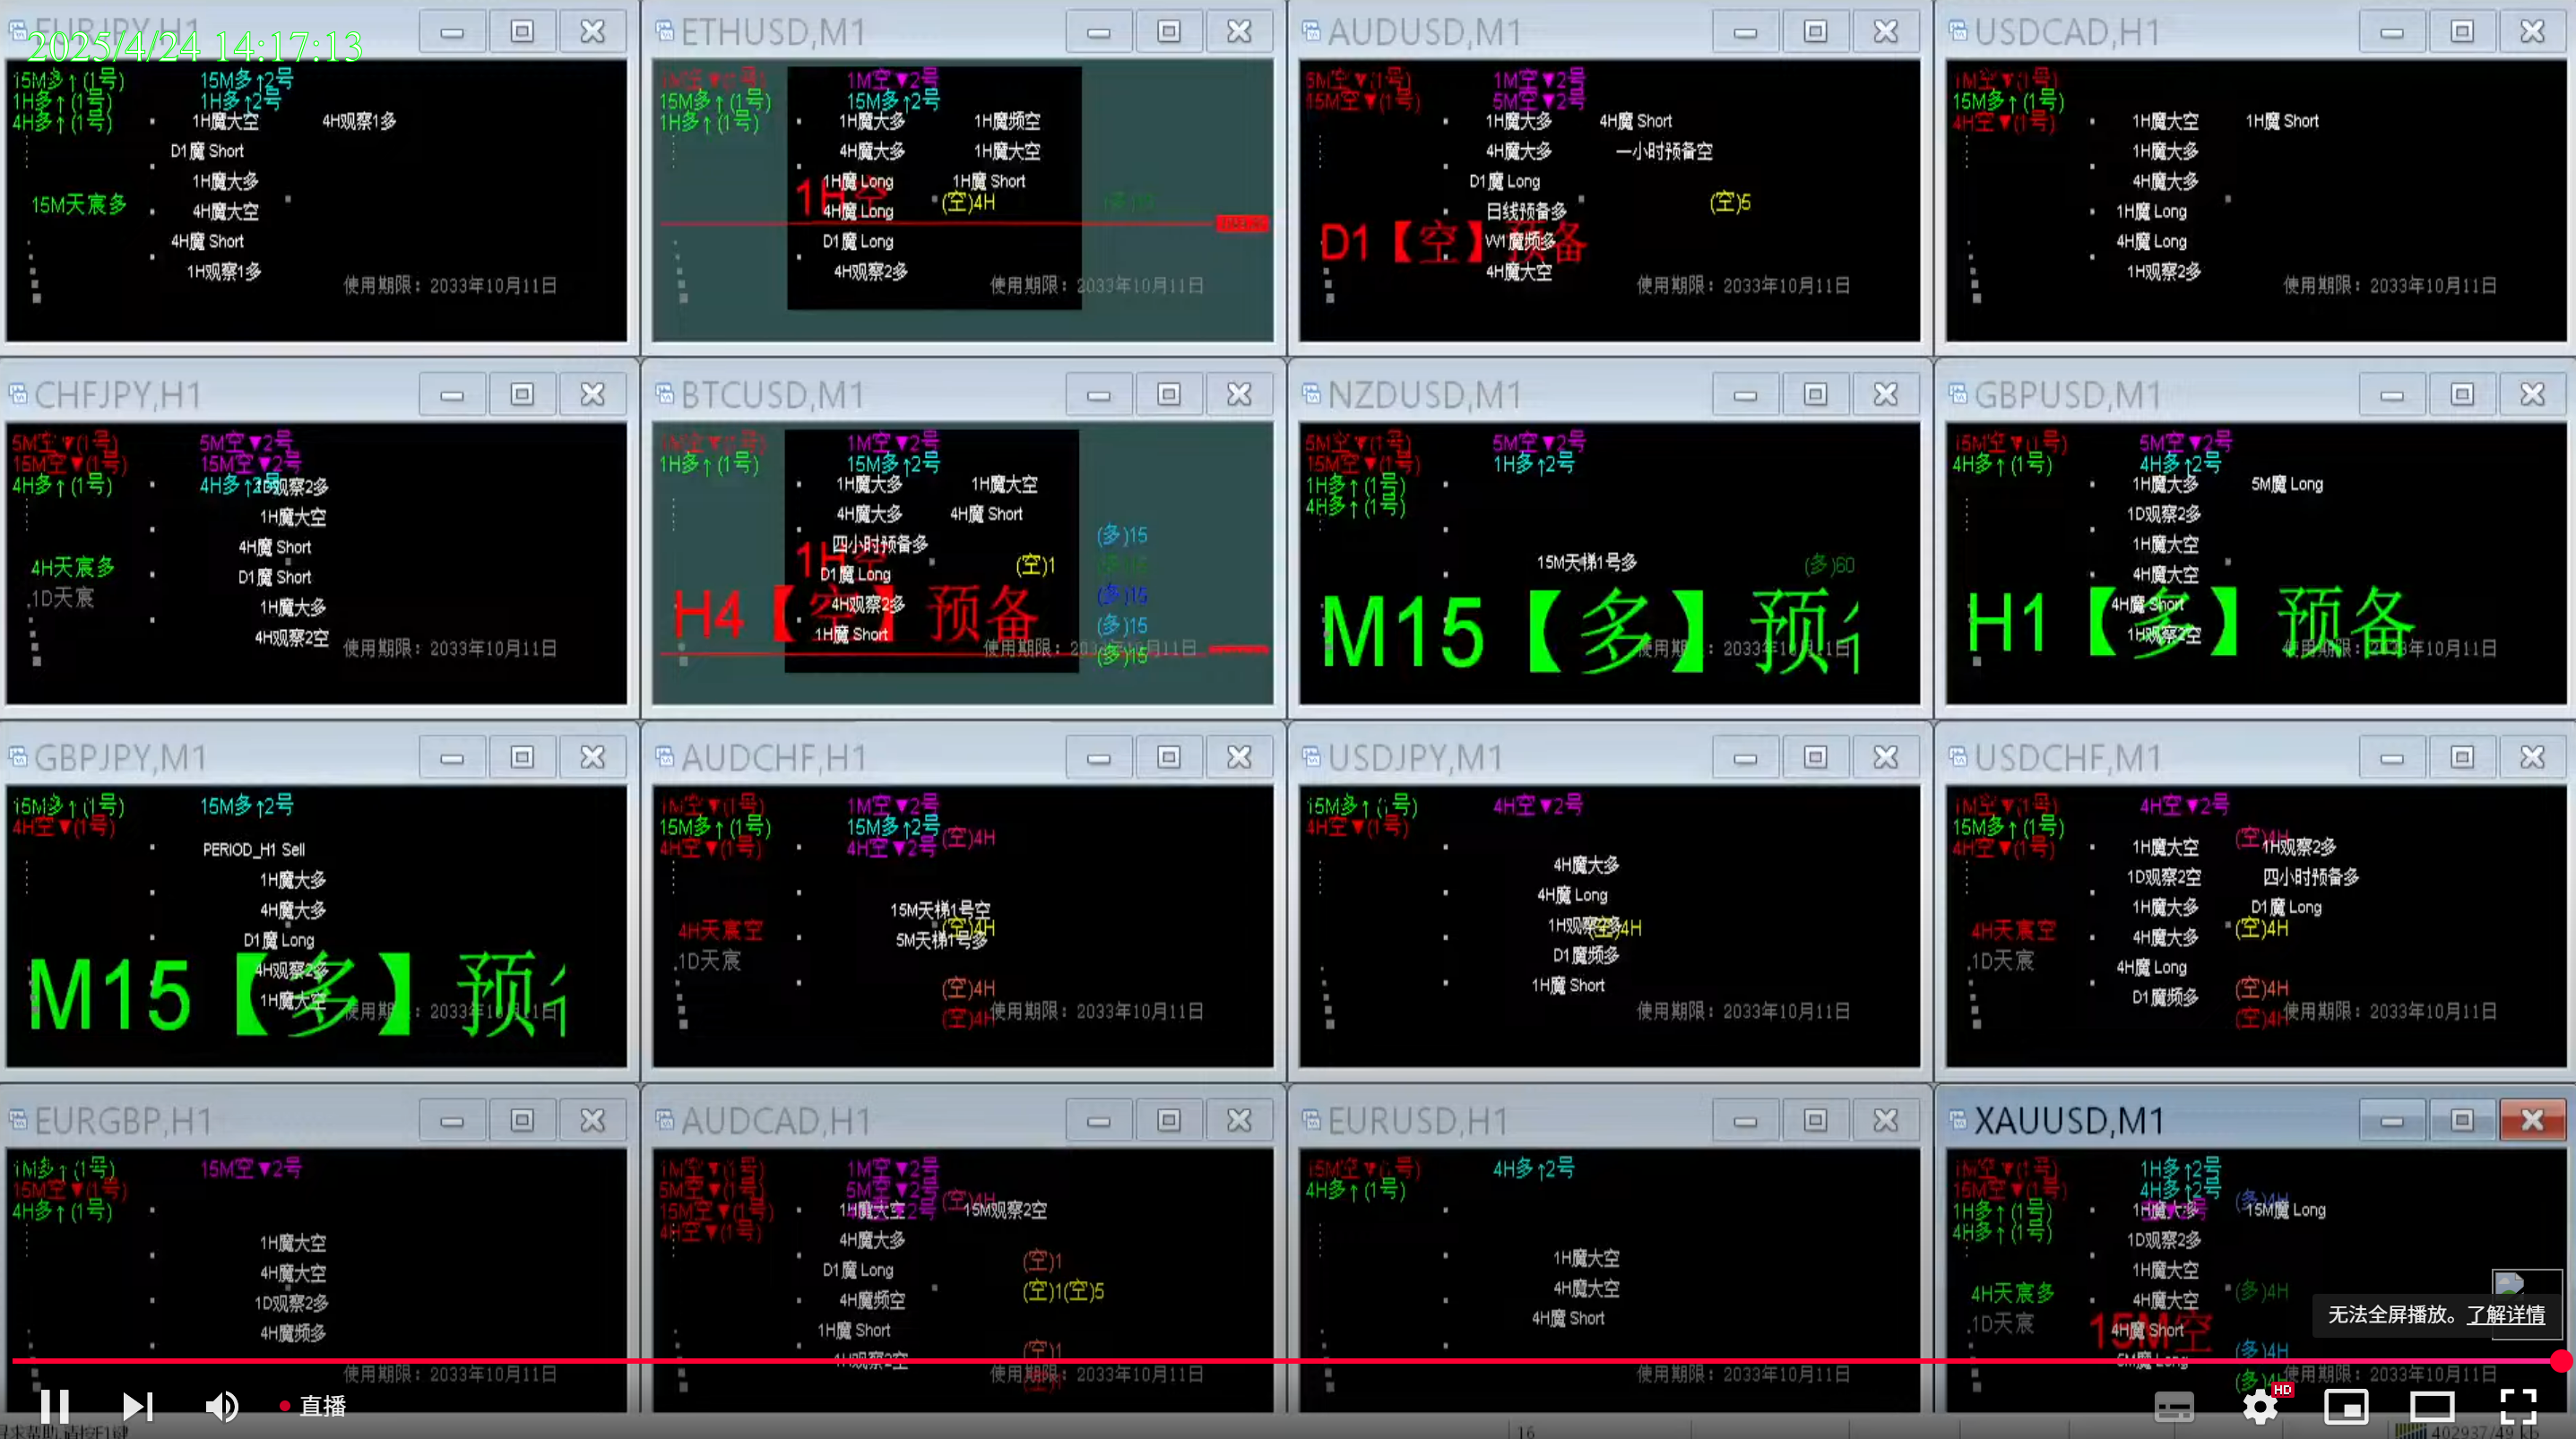 EURJPY,H1
2025/4/24 14:17:13
15M多↑(1号) 15M多↑2号
1H多↑(1号) 1H多↑2号
4H多↑(1号) 1H魔大空 4H观察1多
D1魔 Short
1H魔大多
15M天宸多 4H魔大空
4H魔 Short
1H观察1多
使用期限：2033年10月11日
ETHUSD,M1
1M空▼(1号) 1M空▼2号
15M多↑(1号) 15M多↑2号
1H多↑(1号) 1H魔大多 1H魔频空
4H魔大多 1H魔大空
1H魔 Long 1H魔 Short
1H空
4H魔 Long (空)4H
D1魔 Long
4H观察2多
使用期限：2033年10月11日
AUDUSD,M1
5M空▼(1号) 1M空▼2号
15M空▼(1号) 5M空▼2号
1H魔大多 4H魔 Short
4H魔大多 一小时预备空
D1魔 Long
日线预备多 (空)5
D1【空】预备
W1魔频多
4H魔大空
使用期限：2033年10月11日
USDCAD,H1
1M空▼(1号)
15M多↑(1号)
4H空▼(1号) 1H魔大空 1H魔 Short
1H魔大多
4H魔大多
1H魔 Long
4H魔 Long
1H观察2多
使用期限：2033年10月11日
CHFJPY,H1
5M空▼(1号) 5M空▼2号
15M空▼(1号) 15M空▼2号
4H多↑(1号) 4H多↑2号 1D观察2多
1H魔大空
4H魔 Short
4H天宸多 D1魔 Short
1D天宸 1H魔大多
4H观察2空
使用期限：2033年10月11日
BTCUSD,M1
1M空▼(1号) 1M空▼2号
1H多↑(1号) 15M多↑2号
1H魔大多 1H魔大空
4H魔大多 4H魔 Short
四小时预备多 (多)15
1H空 (空)1
D1魔 Long
4H观察2多 (多)15
H4【空】预备
1H魔 Short (多)15
使用期限：2033年10月11日
(多)15
NZDUSD,M1
5M空▼(1号) 5M空▼2号
15M空▼(1号) 1H多↑2号
1H多↑(1号)
4H多↑(1号)
15M天梯1号多 (多)60
M15【多】预
使用期限：2033年10月11日
GBPUSD,M1
15M空▼(1号) 5M空▼2号
4H多↑(1号) 4H多↑2号
1H魔大多 5M魔 Long
1D观察2多
1H魔大空
4H魔大空
4H魔 Short
H1【多】预备
1H观察2空
使用期限：2033年10月11日
GBPJPY,M1
15M多↑(1号) 15M多↑2号
4H空▼(1号)
PERIOD_H1 Sell
1H魔大多
4H魔大多
D1魔 Long
4H观察2多
M15【多】预
1H魔大空
使用期限：2033年10月11日
AUDCHF,H1
1M空▼(1号) 1M空▼2号
15M多↑(1号) 15M多↑2号 (空)4H
4H空▼(1号) 4H空▼2号
15M天梯1号空
4H天宸空 (空)4H
5M天梯1号多
1D天宸
(空)4H
(空)4H 使用期限：2033年10月11日
USDJPY,M1
15M多↑(1号) 4H空▼2号
4H空▼(1号)
4H魔大多
4H魔 Long
1H观察多 (空)4H
D1魔频多
1H魔 Short
使用期限：2033年10月11日
USDCHF,M1
1M空▼(1号) 4H空▼2号
15M多↑(1号) (空)4H
4H空▼(1号) 1H魔大空 1H观察2多
1D观察2空 四小时预备多
1H魔大多 D1魔 Long
4H天宸空 4H魔大多 (空)4H
1D天宸 4H魔 Long
D1魔频多 (空)4H
(空)4H 使用期限：2033年10月11日
EURGBP,H1
1M多↑(1号) 15M空▼2号
15M空▼(1号)
4H多↑(1号)
1H魔大空
4H魔大空
1D观察2多
4H魔频多
使用期限：2033年10月11日
AUDCAD,H1
1M空▼(1号) 1M空▼2号
5M空▼(1号) 5M空▼2号 (空)4H
15M空▼(1号) 1H魔大空 15M观察2空
4H空▼(1号) 4H魔大多
D1魔 Long (空)1
4H魔频空 (空)1(空)5
1H魔 Short
1H观察2空 (空)1
使用期限：2033年10月11日
EURUSD,H1
15M空▼(1号) 4H多↑2号
4H多↑(1号)
1H魔大空
4H魔大空
4H魔 Short
使用期限：2033年10月11日
XAUUSD,M1
1M空▼(1号) 1H多↑2号
15M空▼(1号) 4H多↑2号
1H多↑(1号) 1H魔大多 (多)4H 15M魔 Long
4H多↑(1号) 1D观察2多
1H魔大空
4H天宸多 4H魔大空 (多)4H
1D天宸 15M空 4H魔 Short
5M魔 Long (多)4H
(多)4H 使用期限：2033年10月11日
无法全屏播放。了解详情
直播
HD
16
402937/49 kb